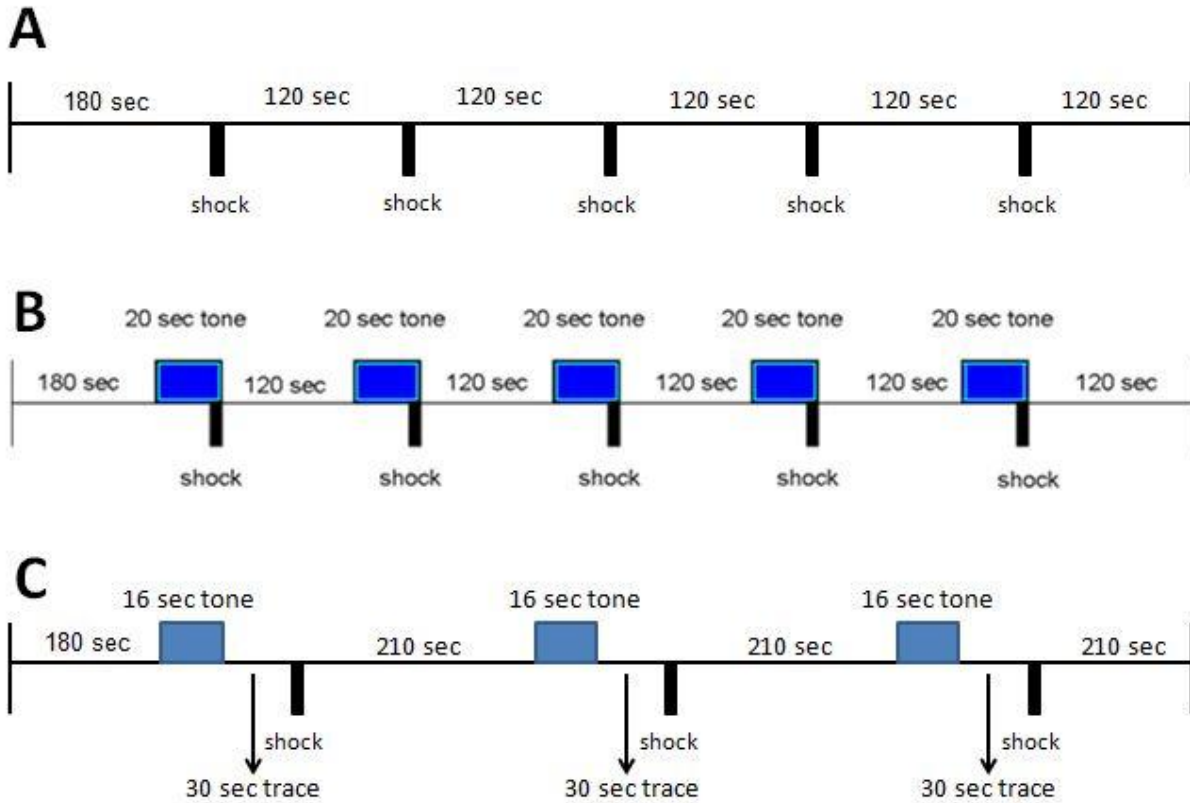 A
180 sec 120 sec 120 sec 120 sec 120 sec 120 sec
shock shock shock shock shock
B
20 sec tone 20 sec tone 20 sec tone 20 sec tone 20 sec tone
180 sec 120 sec 120 sec 120 sec 120 sec 120 sec
shock shock shock shock shock
C
16 sec tone 16 sec tone 16 sec tone
180 sec 210 sec 210 sec 210 sec
shock shock shock
30 sec trace 30 sec trace 30 sec trace